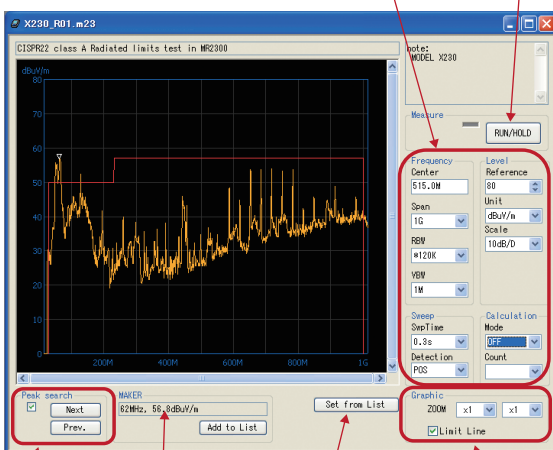 X230_R01.m23
CISPR22 class A Radiated limits test in MR2300
note:
MODEL X230
dBuV/m
80
70
60
50
40
30
20
10
0
200M 400M 600M 800M 1G
Measure
RUN/HOLD
Frequency
Center
515.0M
Span
1G
RBW
*120K
VBW
1M
Level
Reference
80
Unit
dBuV/m
Scale
10dB/D
Sweep
SwpTime
0.3s
Detection
POS
Calculation
Mode
OFF
Count
Peak search
Next
Prev.
MAKER
62MHz, 56.8dBuV/m
Add to List
Set from List
Graphic
ZOOM x1 x1
Limit Line